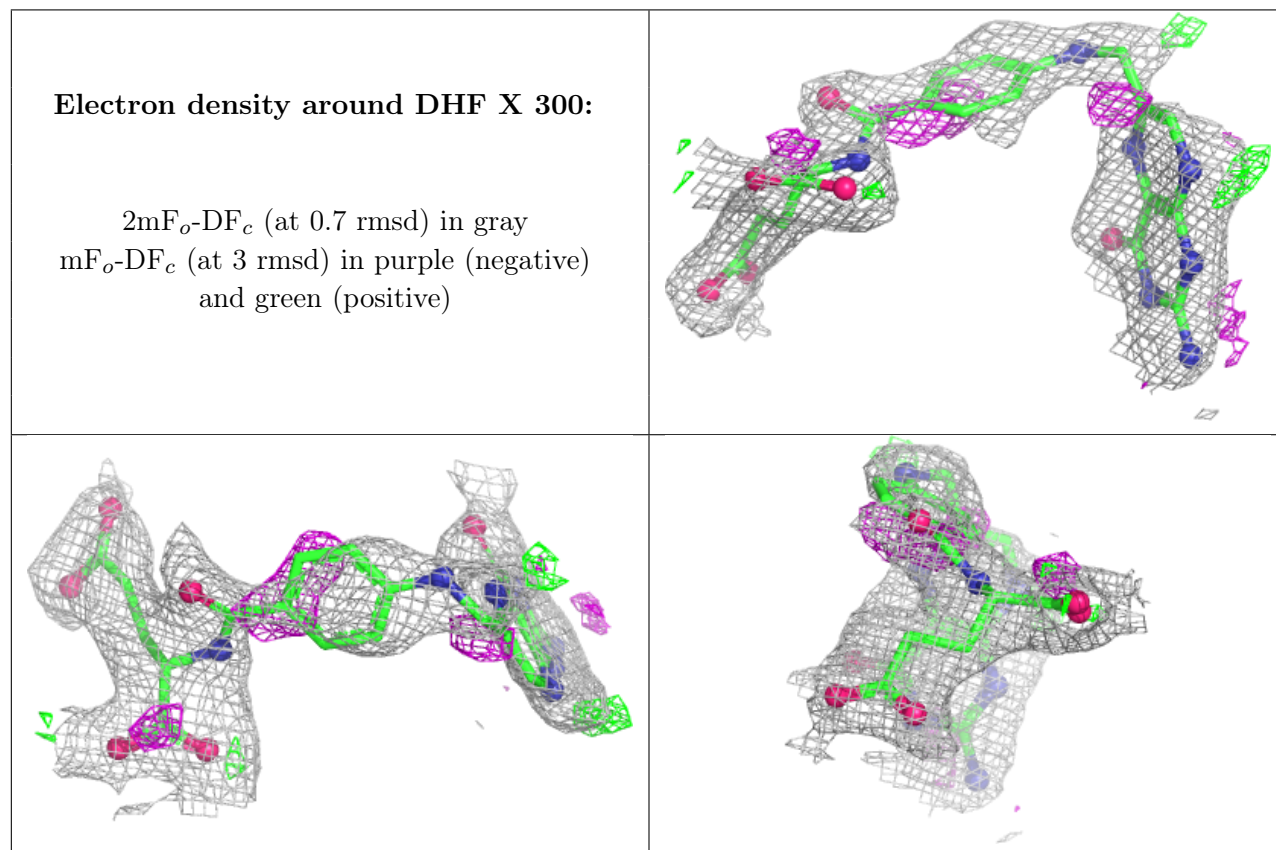 Electron density around DHF X 300:
2mFo-DFc (at 0.7 rmsd) in gray
mFo-DFc (at 3 rmsd) in purple (negative)
and green (positive)